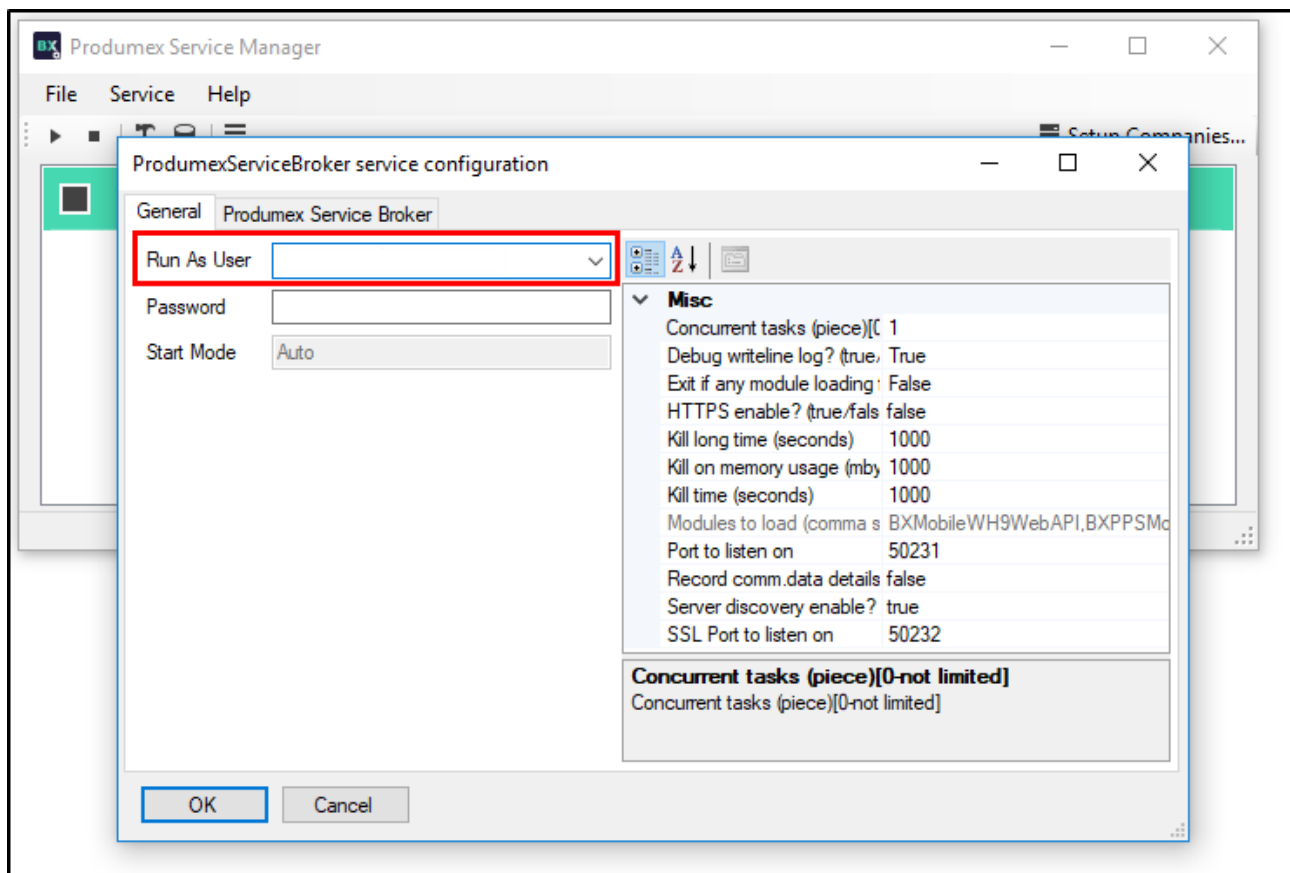 BX Produmex Service Manager
File Service Help
Setup Companies...
ProdumexServiceBroker service configuration
General Produmex Service Broker
Run As User
Password
Start Mode Auto
A
Z
Misc
Concurrent tasks (piece)[0 1
Debug writeline log? (true/ True
Exit if any module loading False
HTTPS enable? (true/fals false
Kill long time (seconds) 1000
Kill on memory usage (mby 1000
Kill time (seconds) 1000
Modules to load (comma s BXMobileWH9WebAPI,BXPPSMo
Port to listen on 50231
Record comm.data details false
Server discovery enable? true
SSL Port to listen on 50232
Concurrent tasks (piece)[0-not limited]
Concurrent tasks (piece)[0-not limited]
OK Cancel